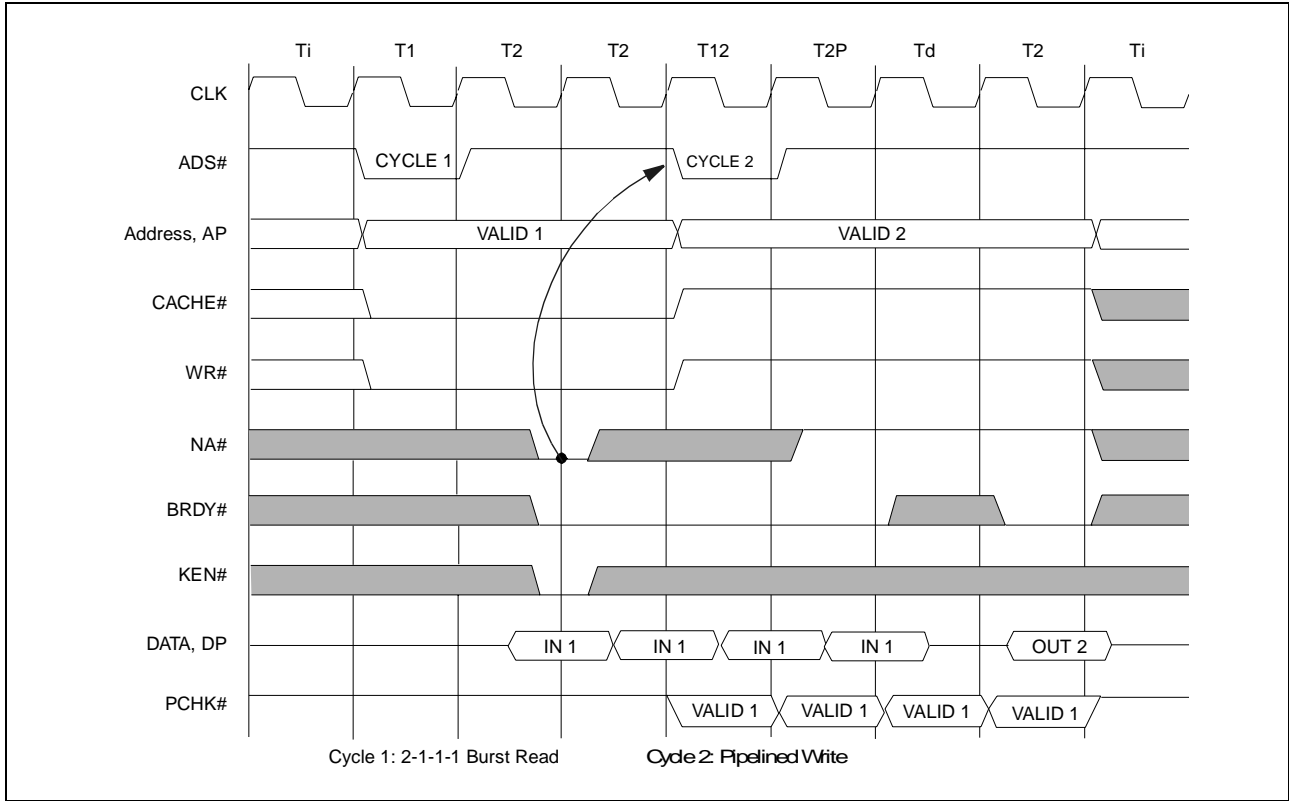 Ti T1 T2 T2 T12 T2P Td T2 Ti
CLK
ADS# CYCLE 1 CYCLE 2
Address, AP VALID 1 VALID 2
CACHE#
WR#
NA#
BRDY#
KEN#
DATA, DP IN 1 IN 1 IN 1 IN 1 OUT 2
PCHK# VALID 1 VALID 1 VALID 1 VALID 1
Cycle 1: 2-1-1-1 Burst Read Cycle 2: Pipelined Write